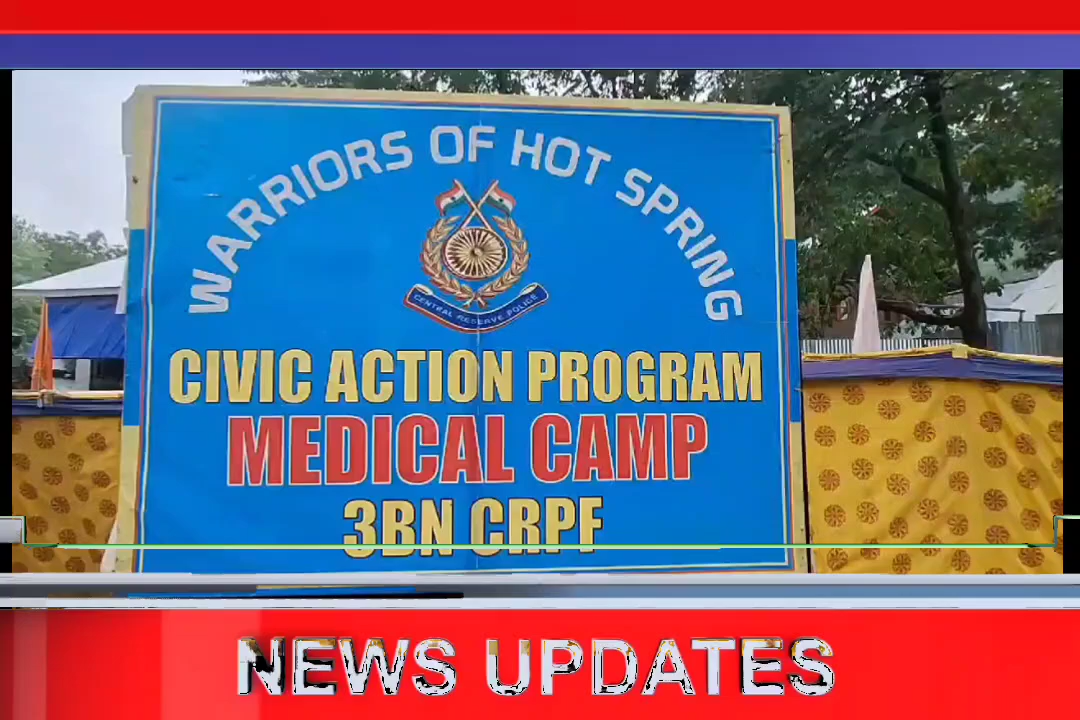 WARRIORS OF HOT SPRING
CENTRAL RESERVE POLICE
CIVIC ACTION PROGRAM
MEDICAL CAMP
3BN CRPF
NEWS UPDATES